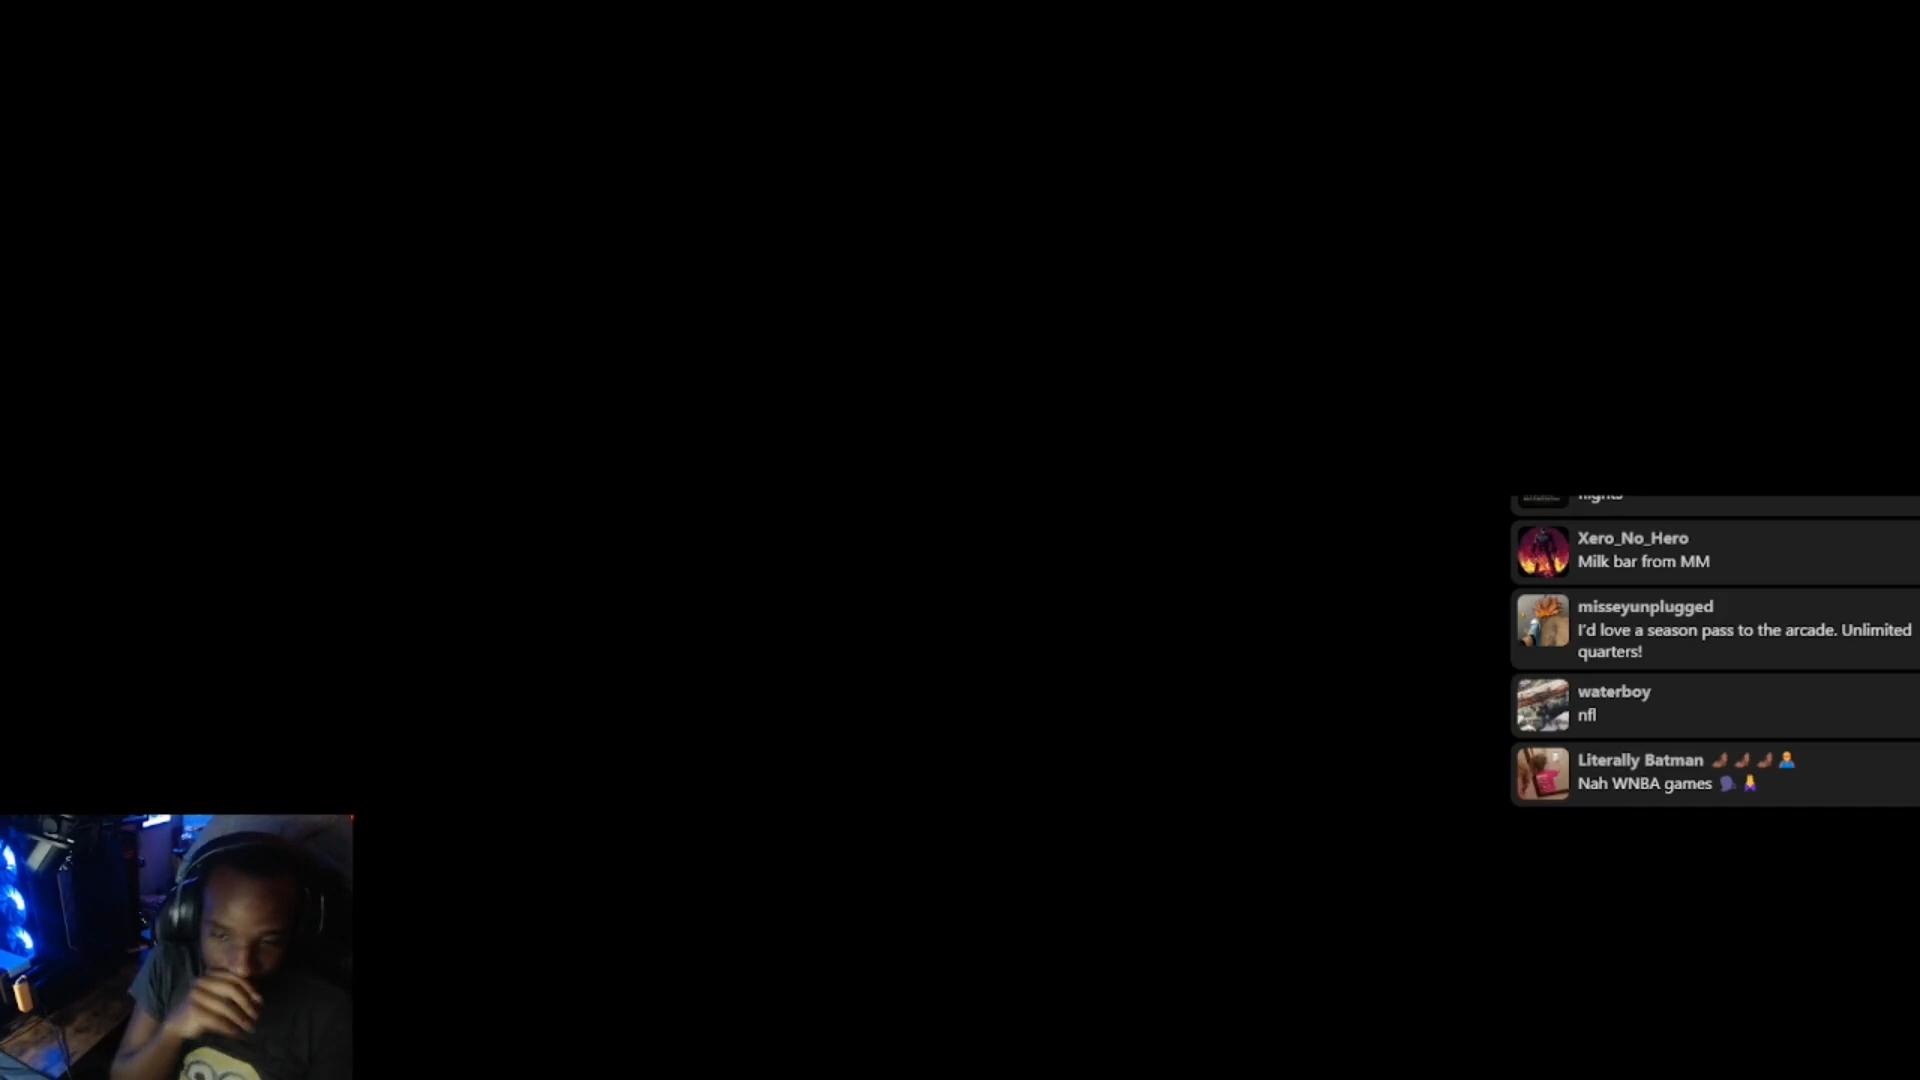 nights
Xero_No_Hero
Milk bar from MM
misseyunplugged
I'd love a season pass to the arcade. Unlimited
quarters!
waterboy
nfl
Literally Batman 🦶🏾🦶🏾🦶🏾🙎‍♂️
Nah WNBA games 🗣️🧎‍♀️